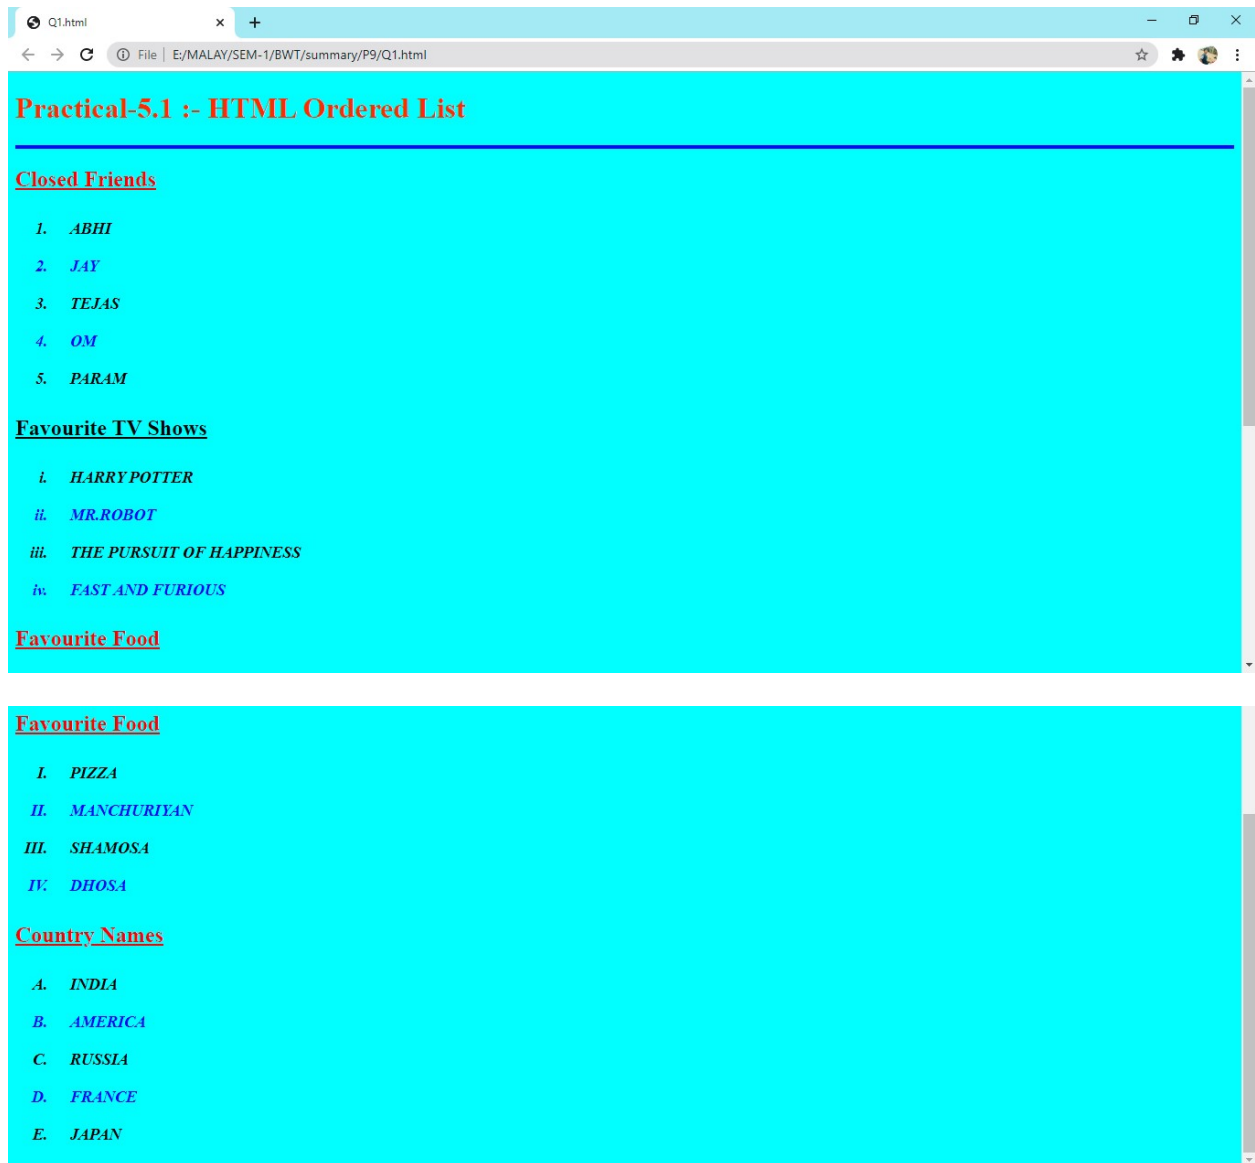 Q1.html
File | E:/MALAY/SEM-1/BWT/summary/P9/Q1.html
Practical-5.1 :- HTML Ordered List
Closed Friends
1. ABHI
2. JAY
3. TEJAS
4. OM
5. PARAM
Favourite TV Shows
i. HARRY POTTER
ii. MR.ROBOT
iii. THE PURSUIT OF HAPPINESS
iv. FAST AND FURIOUS
Favourite Food
Favourite Food
I. PIZZA
II. MANCHURIYAN
III. SHAMOSA
IV. DHOSA
Country Names
A. INDIA
B. AMERICA
C. RUSSIA
D. FRANCE
E. JAPAN